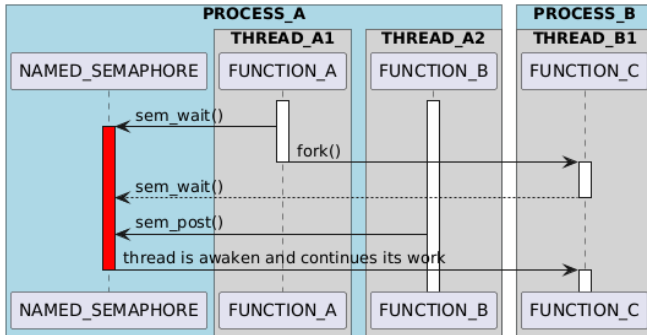 PROCESS_A
PROCESS_B
THREAD_A1
THREAD_A2
THREAD_B1
NAMED_SEMAPHORE
FUNCTION_A
FUNCTION_B
FUNCTION_C
sem_wait()
fork()
sem_wait()
sem_post()
thread is awaken and continues its work
NAMED_SEMAPHORE
FUNCTION_A
FUNCTION_B
FUNCTION_C